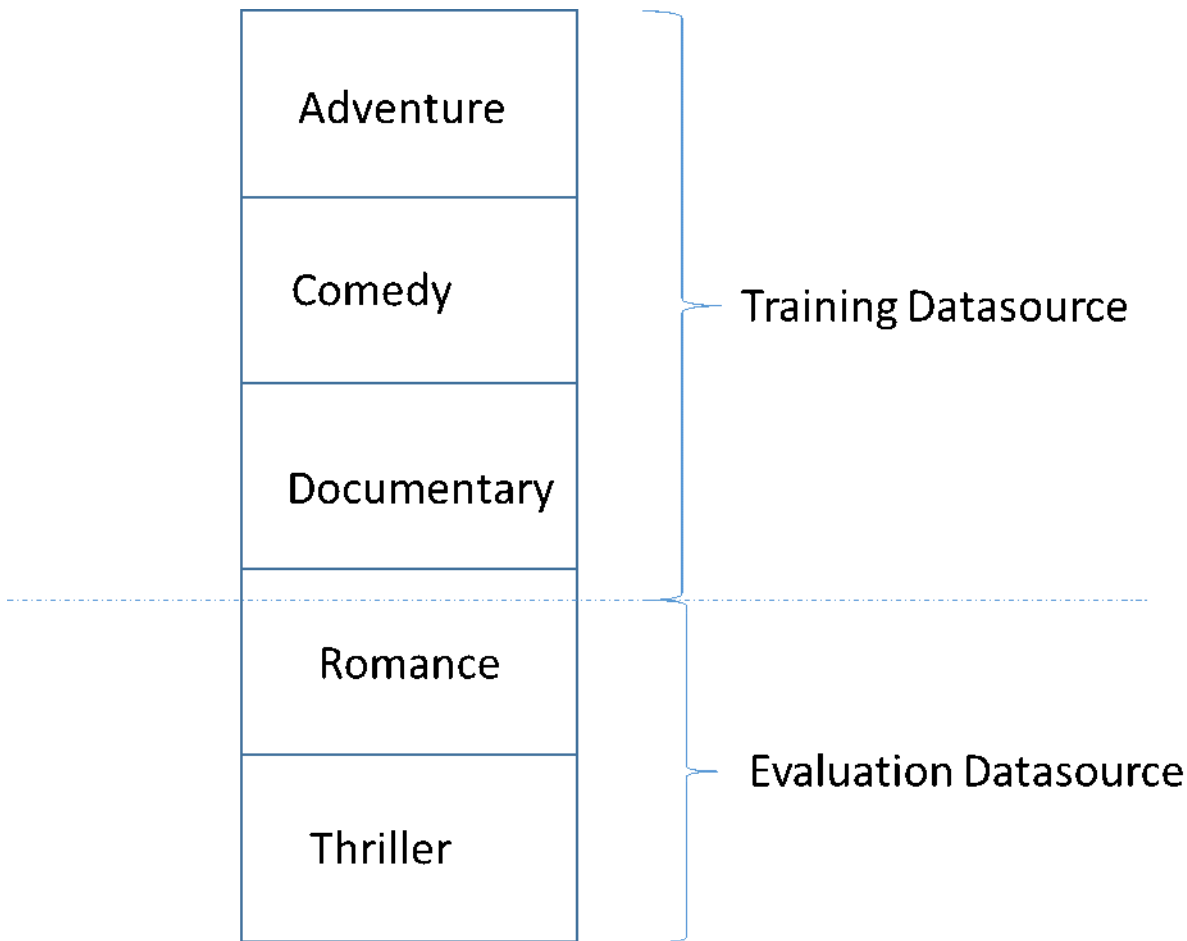 Adventure
Comedy
Training Datasource
Documentary
Romance
Evaluation Datasource
Thriller